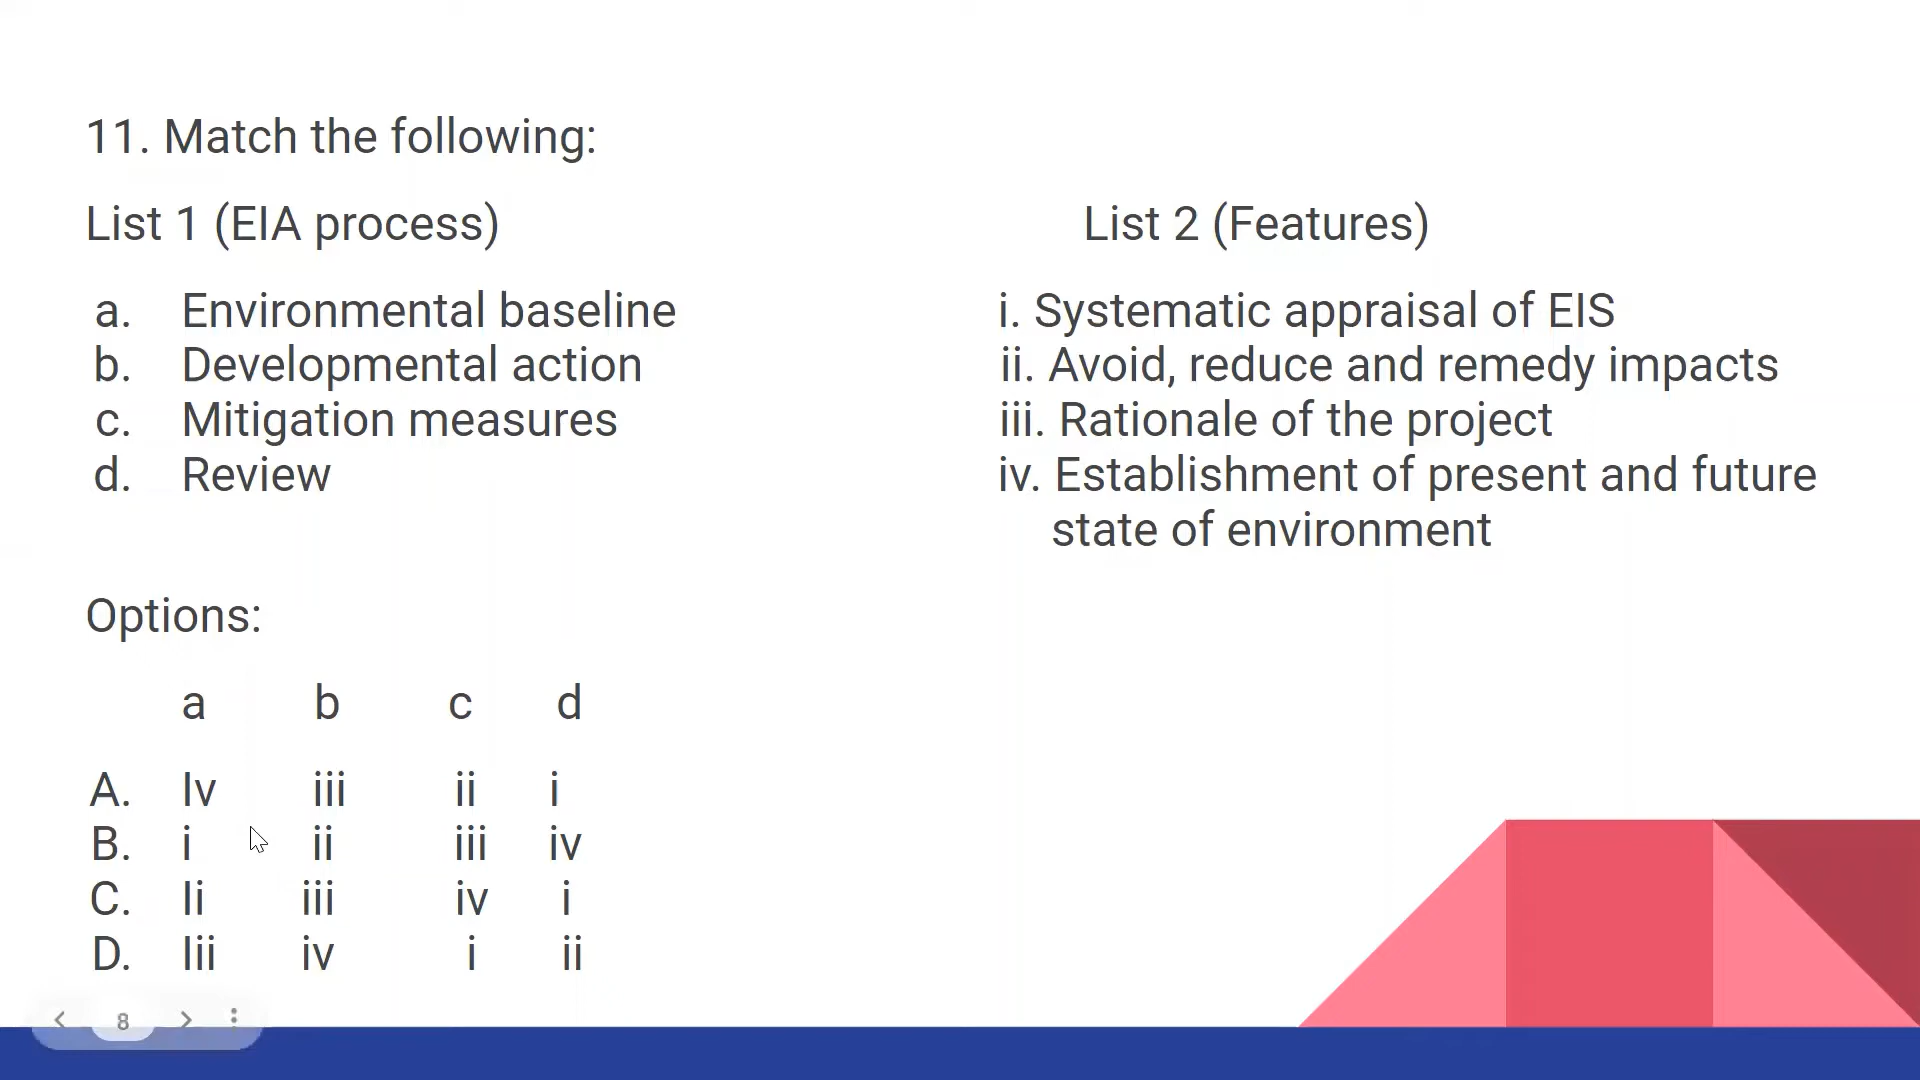 11. Match the following:
List 1 (EIA process) List 2 (Features)
a. Environmental baseline i. Systematic appraisal of EIS
b. Developmental action ii. Avoid, reduce and remedy impacts
c. Mitigation measures iii. Rationale of the project
d. Review iv. Establishment of present and future
state of environment
Options:
a b c d
A. Iv iii ii i
B. i ii iii iv
C. Ii iii iv i
D. Iii iv i ii
8